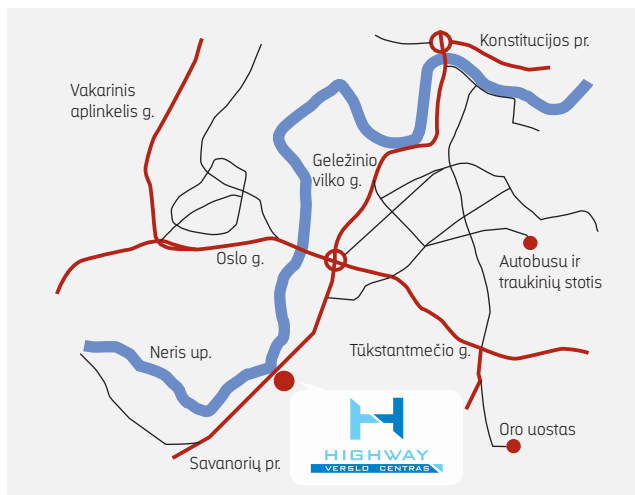 Konstitucijos pr.
Vakarinis
aplinkelis g.
Geležinio
vilko g.
Oslo g.
Autobusu ir
traukinių stotis
Neris up.
Tūkstantmečio g.
Oro uostas
Savanorių pr.
HIGHWAY
VERSLO CENTRAS